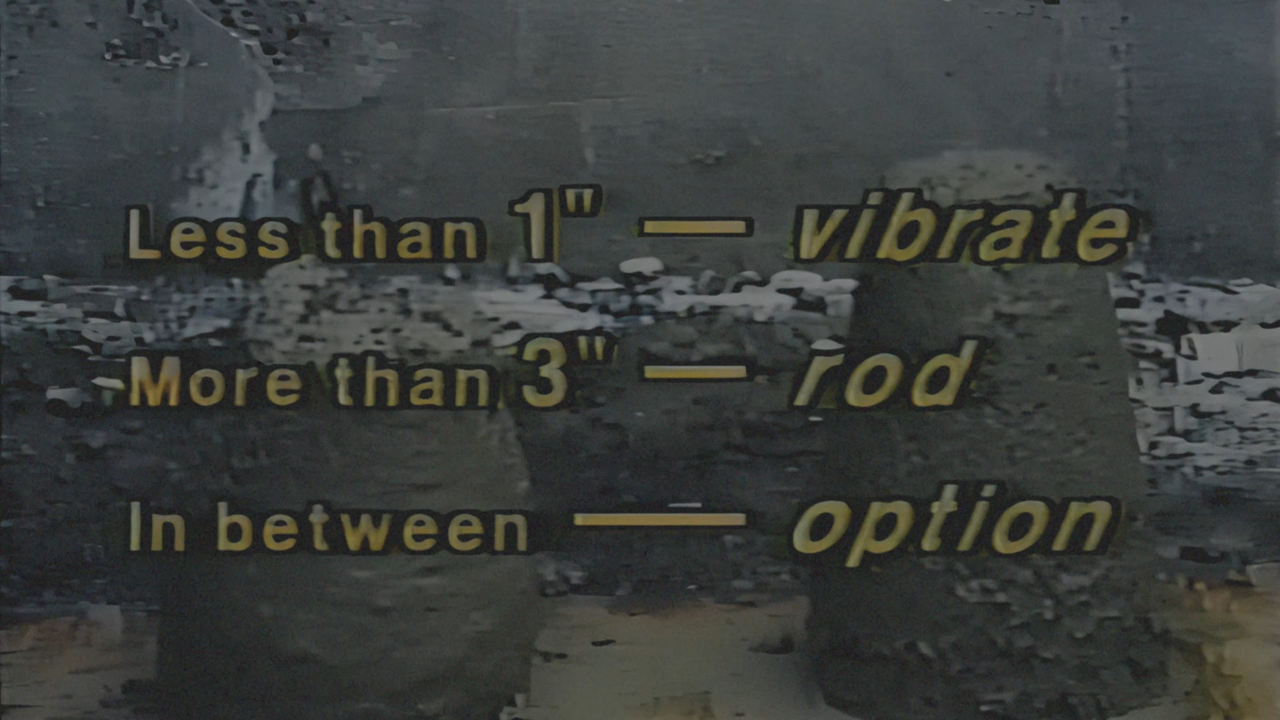 Less than 1" — vibrate
More than 3" — rod
In between — option